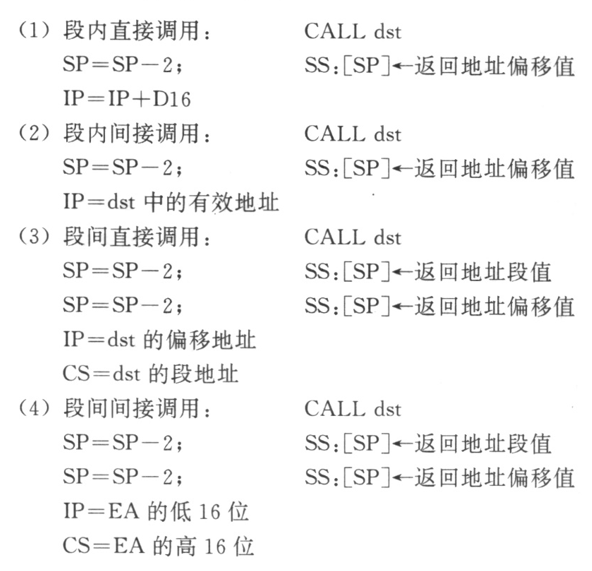 (1) 段内直接调用: CALL dst
SP=SP-2; SS:[SP]←返回地址偏移值
IP=IP+D16
(2) 段内间接调用: CALL dst
SP=SP-2; SS:[SP]←返回地址偏移值
IP=dst 中的有效地址
(3) 段间直接调用: CALL dst
SP=SP-2; SS:[SP]←返回地址段值
SP=SP-2; SS:[SP]←返回地址偏移值
IP=dst 的偏移地址
CS=dst 的段地址
(4) 段间间接调用: CALL dst
SP=SP-2; SS:[SP]←返回地址段值
SP=SP-2; SS:[SP]←返回地址偏移值
IP=EA 的低 16 位
CS=EA 的高 16 位